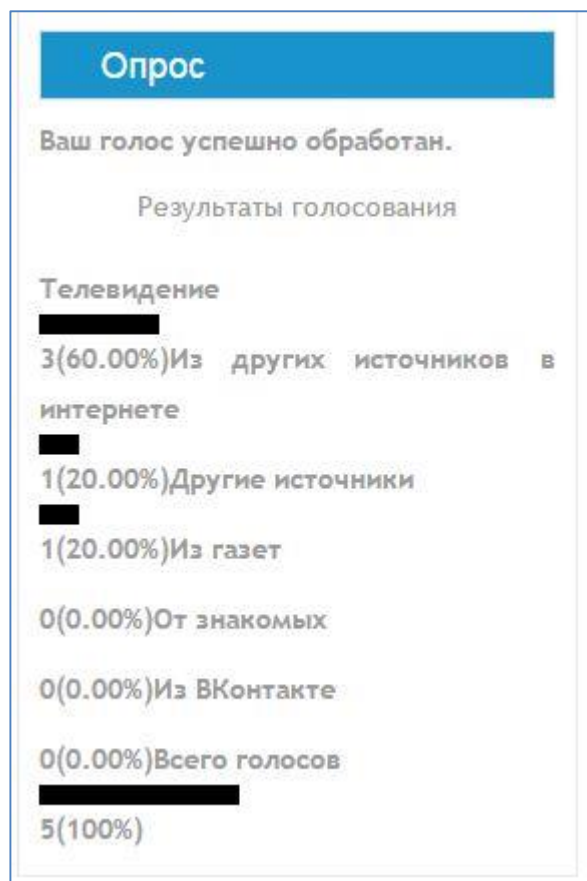 Опрос
Ваш голос успешно обработан.
Результаты голосования
Телевидение
3(60.00%)Из других источников в
интернете
1(20.00%)Другие источники
1(20.00%)Из газет
0(0.00%)От знакомых
0(0.00%)Из ВКонтакте
0(0.00%)Всего голосов
5(100%)